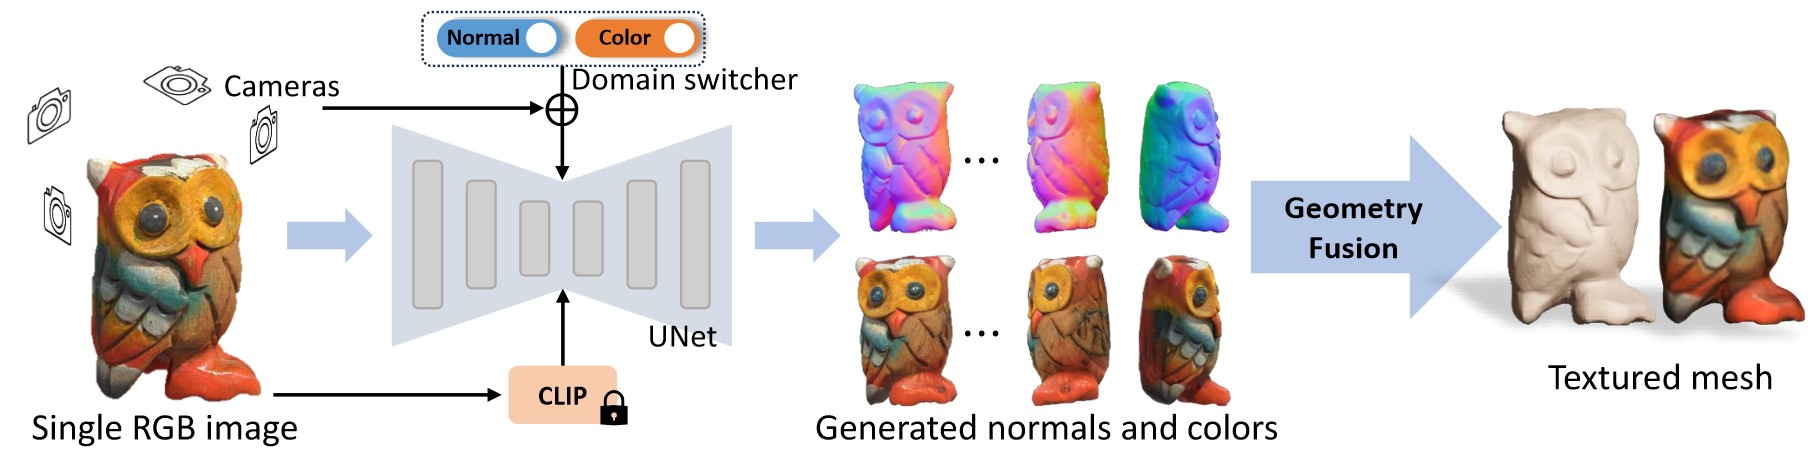 Normal
Color
Domain switcher
Cameras
UNet
CLIP
Single RGB image
...
...
Generated normals and colors
Geometry
Fusion
Textured mesh